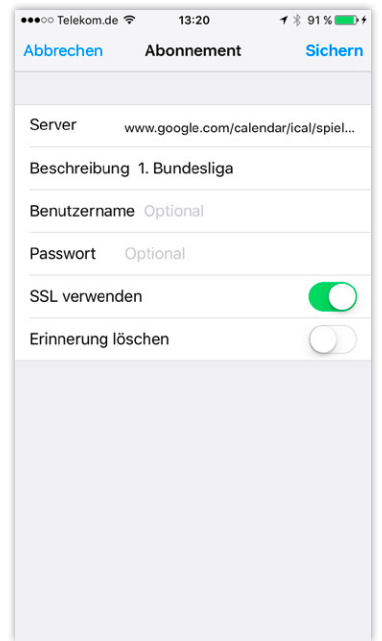 Telekom.de 13:20 91 %
Abbrechen Abonnement Sichern
Server www.google.com/calendar/ical/spiel...
Beschreibung 1. Bundesliga
Benutzername Optional
Passwort Optional
SSL verwenden
Erinnerung löschen